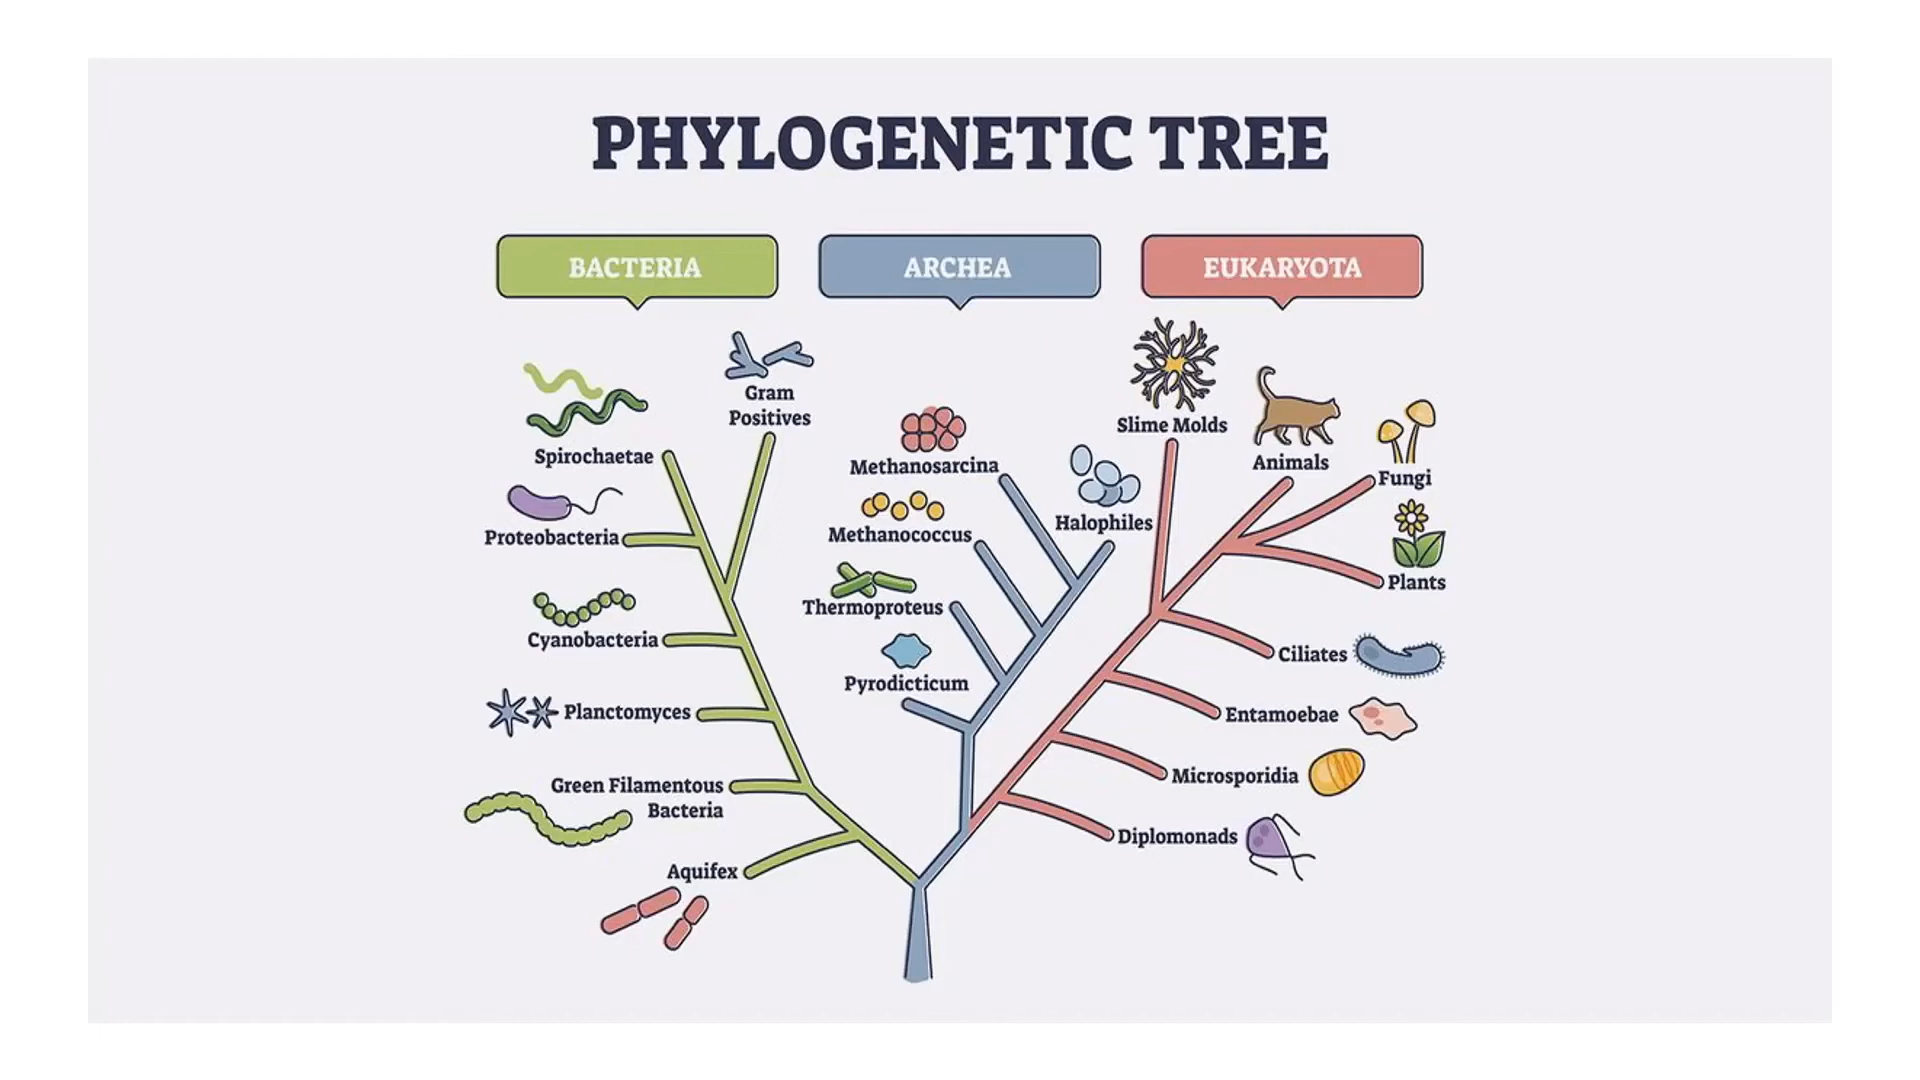 PHYLOGENETIC TREE
BACTERIA
ARCHEA
EUKARYOTA
Gram
Positives
Spirochaetae
Proteobacteria
Cyanobacteria
Planctomyces
Green Filamentous
Bacteria
Aquifex
Methanosarcina
Halophiles
Methanococcus
Thermoproteus
Pyrodicticum
Slime Molds
Animals
Fungi
Plants
Ciliates
Entamoebae
Microsporidia
Diplomonads